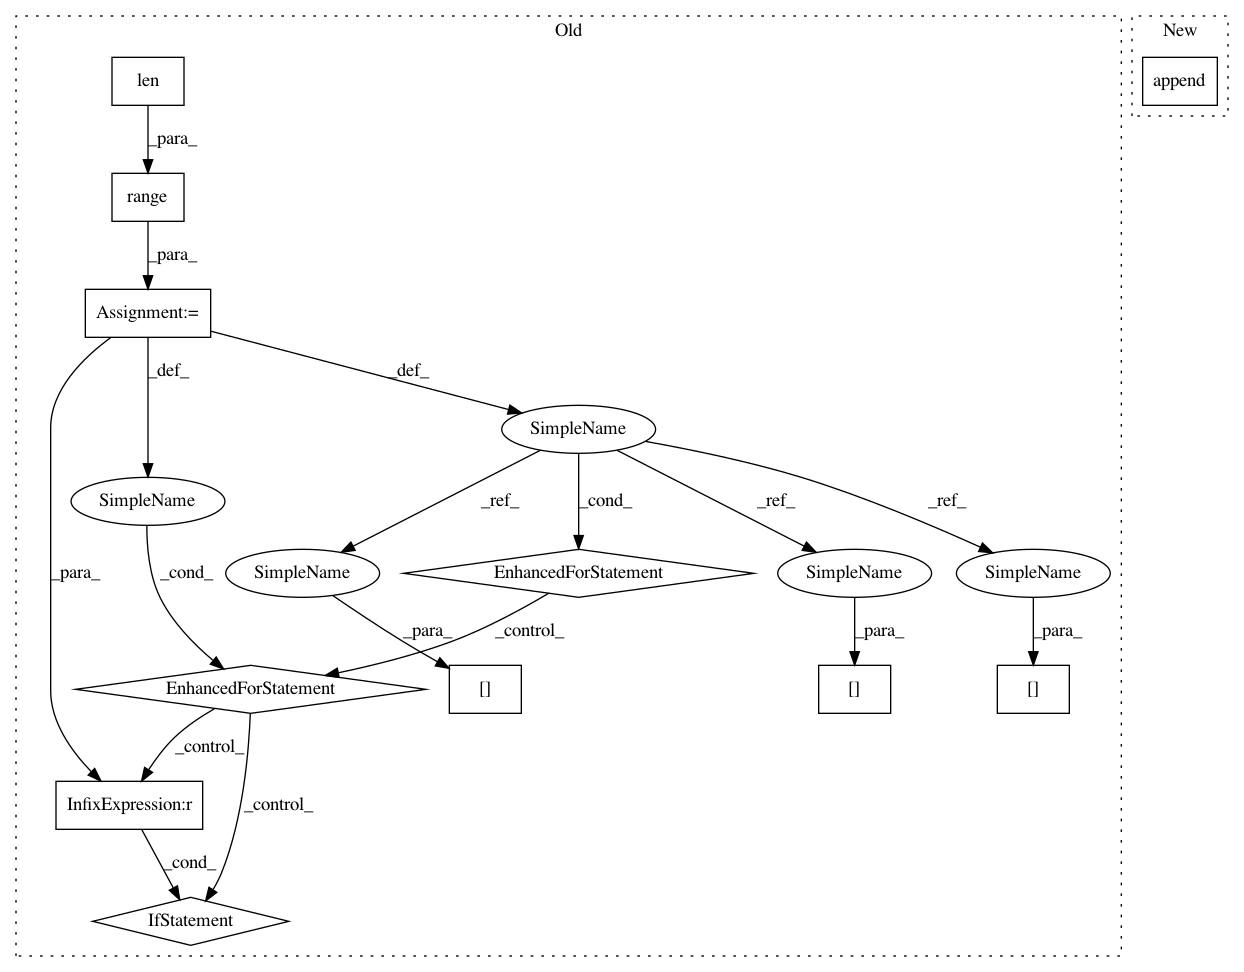 Old
New
len
append
_para_
range
_para_
Assignment:=
_def_
_def_
SimpleName
SimpleName
_ref_
_cond_
_ref_
_ref_
_para_
_cond_
SimpleName
EnhancedForStatement
SimpleName
SimpleName
_para_
_control_
_para_
_para_
EnhancedForStatement
[]
[]
[]
_control_
InfixExpression:r
_control_
_cond_
IfStatement